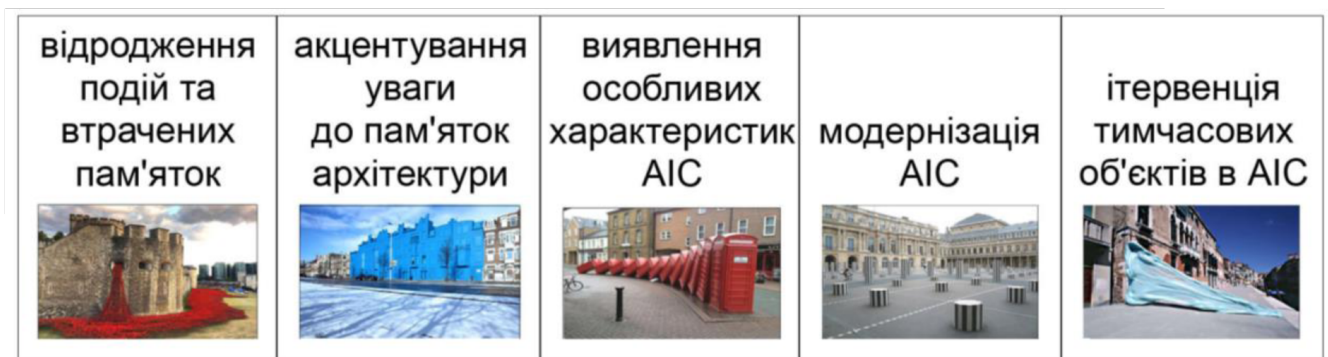 відродження
подій та
втрачених
пам'яток
акцентування
уваги
до пам'яток
архітектури
виявлення
особливих
характеристик
АІС
модернізація
АІС
ітервенція
тимчасових
об'єктів в АІС